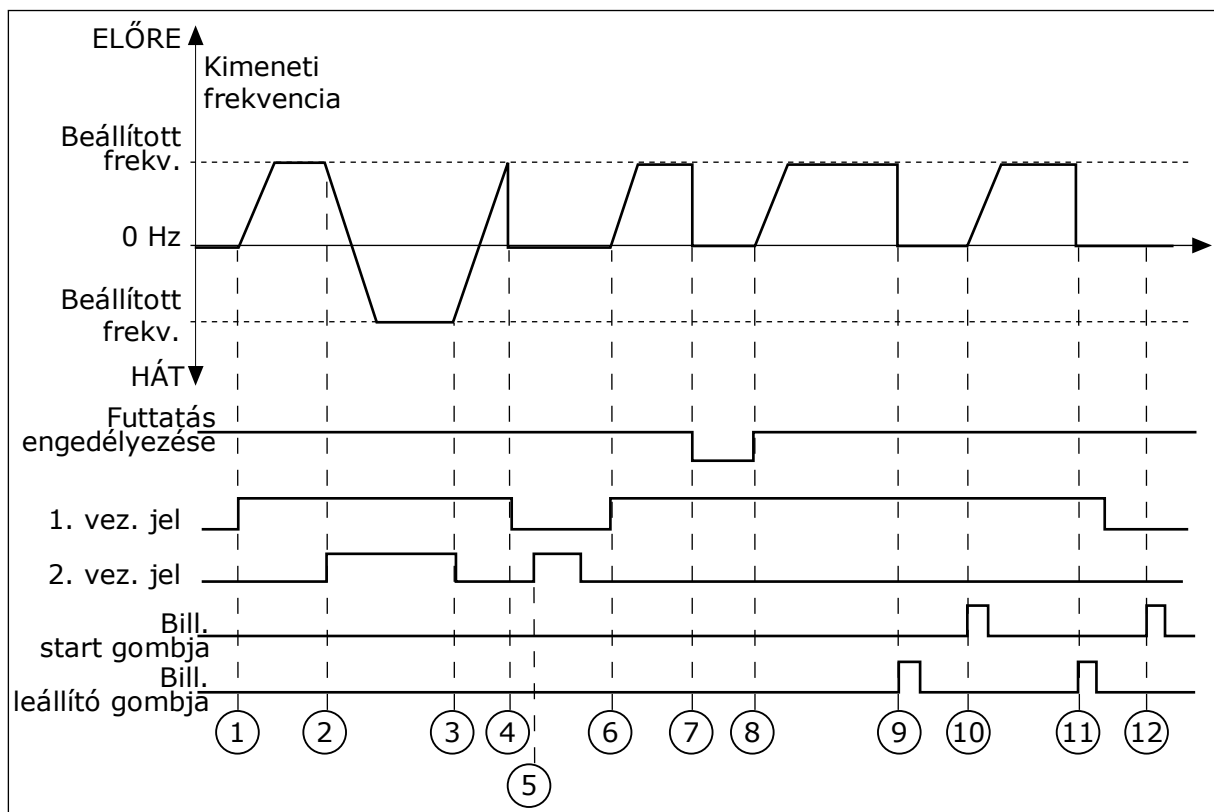 ELŐRE
Kimeneti
frekvencia
Beállított
frekv.
0 Hz
Beállított
frekv.
HÁT
Futtatás
engedélyezése
1. vez. jel
2. vez. jel
Bill.
start gombja
Bill.
leállító gombja
1 2 3 4 6 7 8 9 10 11 12
5